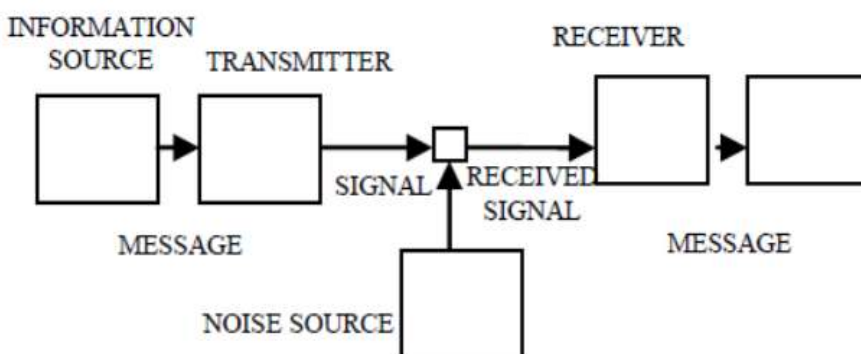 INFORMATION
SOURCE
TRANSMITTER
RECEIVER
SIGNAL
RECEIVED
SIGNAL
MESSAGE
MESSAGE
NOISE SOURCE